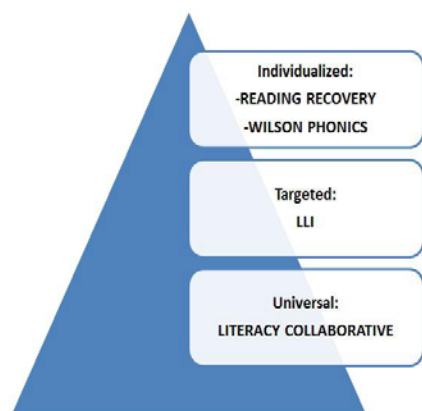 Individualized:
-READING RECOVERY
-WILSON PHONICS
Targeted:
LLI
Universal:
LITERACY COLLABORATIVE